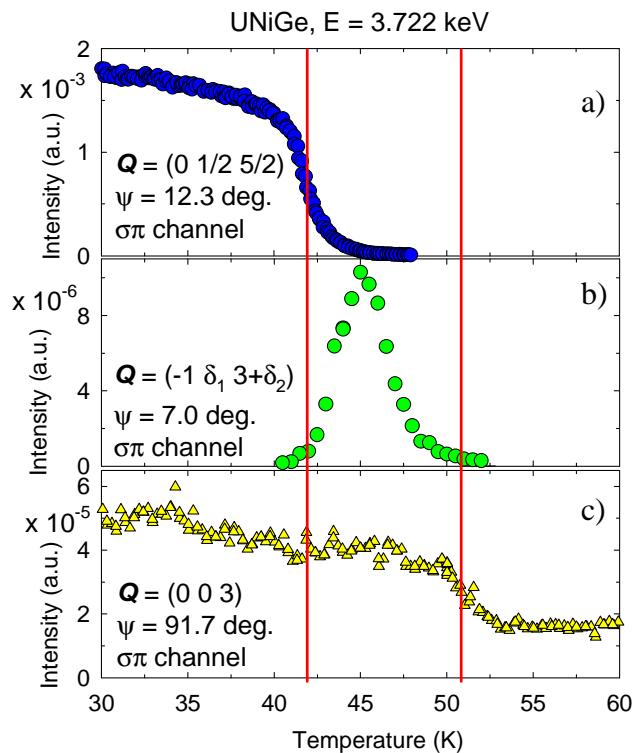 UNiGe, E = 3.722 keV
2
x 10⁻³
a)
1
Q = (0 1/2 5/2)
ψ = 12.3 deg.
σπ channel
Intensity (a.u.)
0
x 10⁻⁶
b)
8
4
Q = (-1 δ₁ 3+δ₂)
ψ = 7.0 deg.
σπ channel
Intensity (a.u.)
0
6
x 10⁻⁵
c)
4
2
Q = (0 0 3)
ψ = 91.7 deg.
σπ channel
Intensity (a.u.)
0
30 35 40 45 50 55 60
Temperature (K)